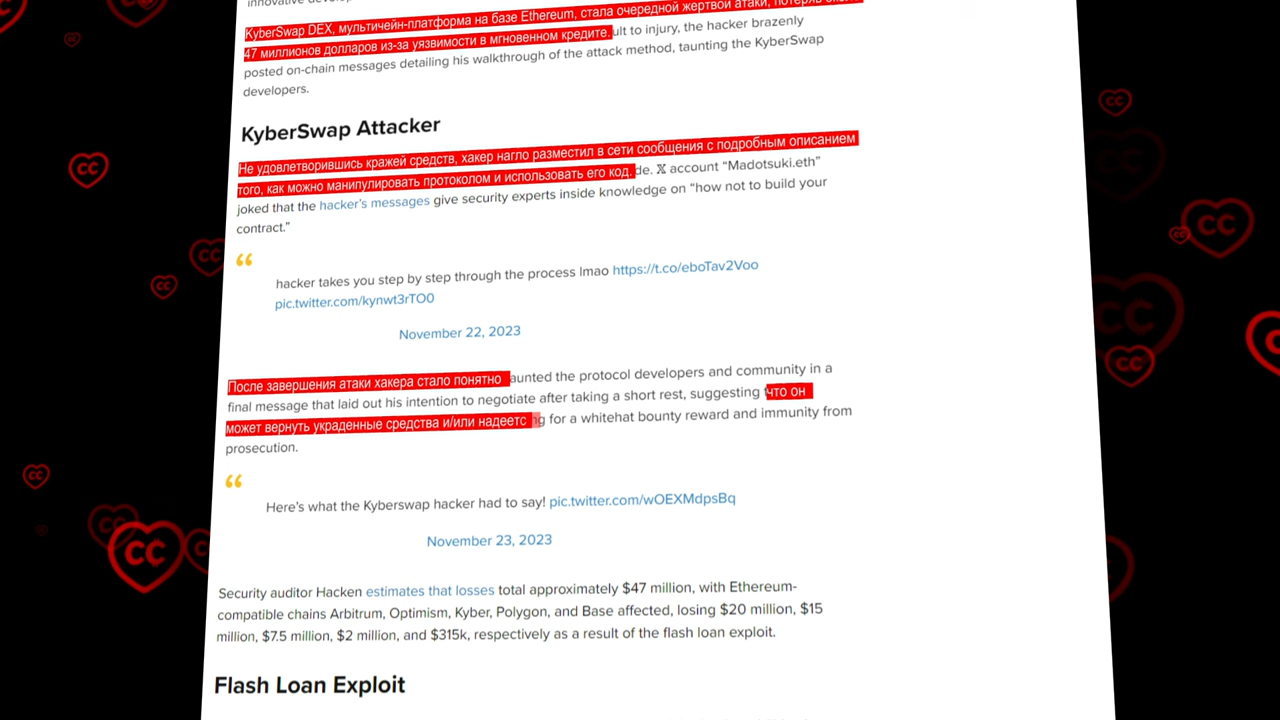 innovative
KyberSwap DEX, мультичейн-платформа на базе Ethereum, стала очередной жертвой атаки, потеряв
47 миллионов долларов из-за уязвимости в мгновенном кредите. ult to injury, the hacker brazenly
posted on-chain messages detailing his walkthrough of the attack method, taunting the KyberSwap
developers.
KyberSwap Attacker
Не удовлетворившись кражей средств, хакер нагло разместил в сети сообщения с подробным описанием
того, как можно манипулировать протоколом и использовать его код. de. X account “Madotsuki.eth”
joked that the hacker’s messages give security experts inside knowledge on “how not to build your
contract.”
“
hacker takes you step by step through the process lmao https://t.co/eboTav2Voo
pic.twitter.com/kynwt3rTO0
November 22, 2023
После завершения атаки хакера стало понятно aunted the protocol developers and community in a
final message that laid out his intention to negotiate after taking a short rest, suggesting что он
может вернуть украденные средства и/или надеетс g for a whitehat bounty reward and immunity from
prosecution.
“
Here’s what the Kyberswap hacker had to say! pic.twitter.com/wOEXMdpsBq
November 23, 2023
Security auditor Hacken estimates that losses total approximately $47 million, with Ethereum-
compatible chains Arbitrum, Optimism, Kyber, Polygon, and Base affected, losing $20 million, $15
million, $7.5 million, $2 million, and $315k, respectively as a result of the flash loan exploit.
Flash Loan Exploit
CC
CC
CC
CC
CC
CC
CC
CC
CC